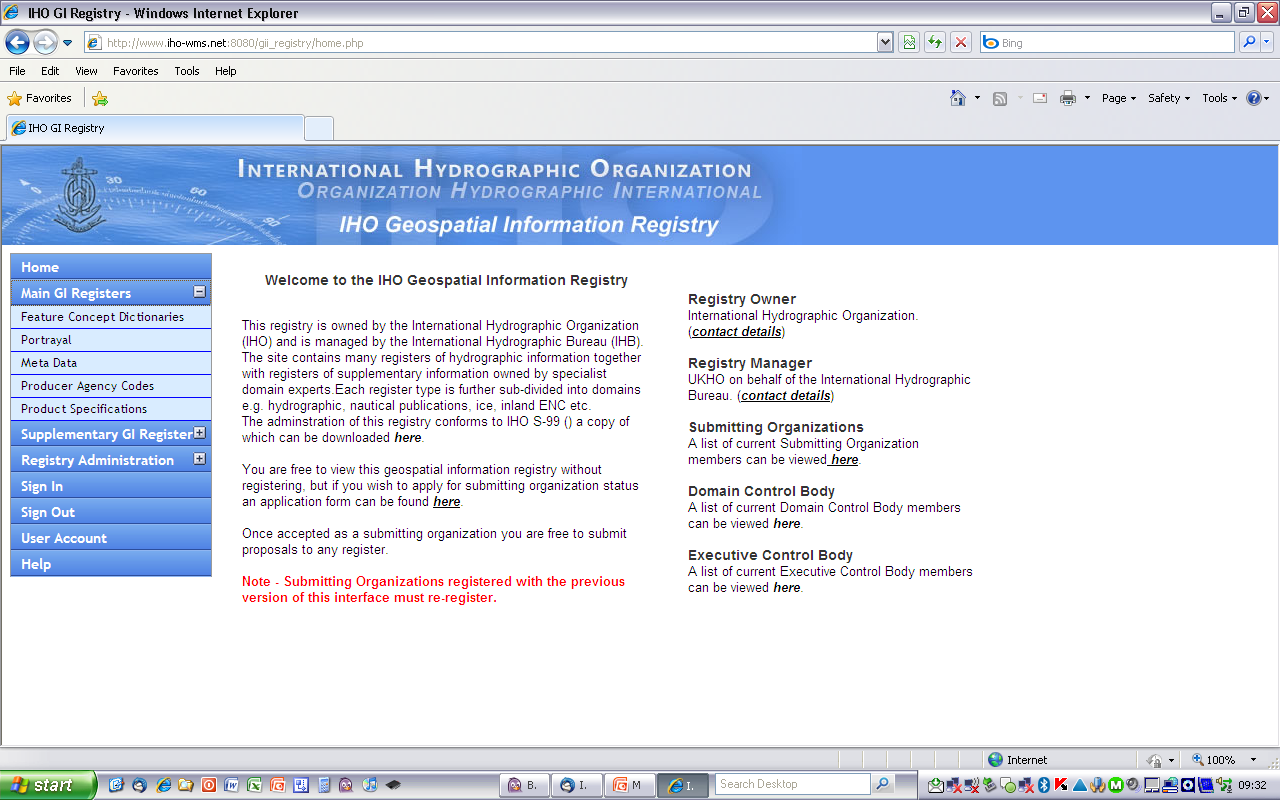 IHO GI Registry - Windows Internet Explorer
http://www.iho-wms.net:8080/gii_registry/home.php
Bing
File Edit View Favorites Tools Help
Favorites
Page Safety Tools
IHO GI Registry
30 60 90
INTERNATIONAL HYDROGRAPHIC ORGANIZATION
ORGANIZATION HYDROGRAPHIC INTERNATIONAL
IHO Geospatial Information Registry
Home
Main GI Registers
Feature Concept Dictionaries
Portrayal
Meta Data
Producer Agency Codes
Product Specifications
Supplementary GI Register
Registry Administration
Sign In
Sign Out
User Account
Help
Welcome to the IHO Geospatial Information Registry
This registry is owned by the International Hydrographic Organization
(IHO) and is managed by the International Hydrographic Bureau (IHB).
The site contains many registers of hydrographic information together
with registers of supplementary information owned by specialist
domain experts.Each register type is further sub-divided into domains
e.g. hydrographic, nautical publications, ice, inland ENC etc.
The adminstration of this registry conforms to IHO S-99 () a copy of
which can be downloaded here.
You are free to view this geospatial information registry without
registering, but if you wish to apply for submitting organization status
an application form can be found here.
Once accepted as a submitting organization you are free to submit
proposals to any register.
Note - Submitting Organizations registered with the previous
version of this interface must re-register.
Registry Owner
International Hydrographic Organization.
(contact details)
Registry Manager
UKHO on behalf of the International Hydrographic
Bureau. (contact details)
Submitting Organizations
A list of current Submitting Organization
members can be viewed here.
Domain Control Body
A list of current Domain Control Body members
can be viewed here.
Executive Control Body
A list of current Executive Control Body members
can be viewed here.
Internet 100%
start B. I. M I. Search Desktop 09:32